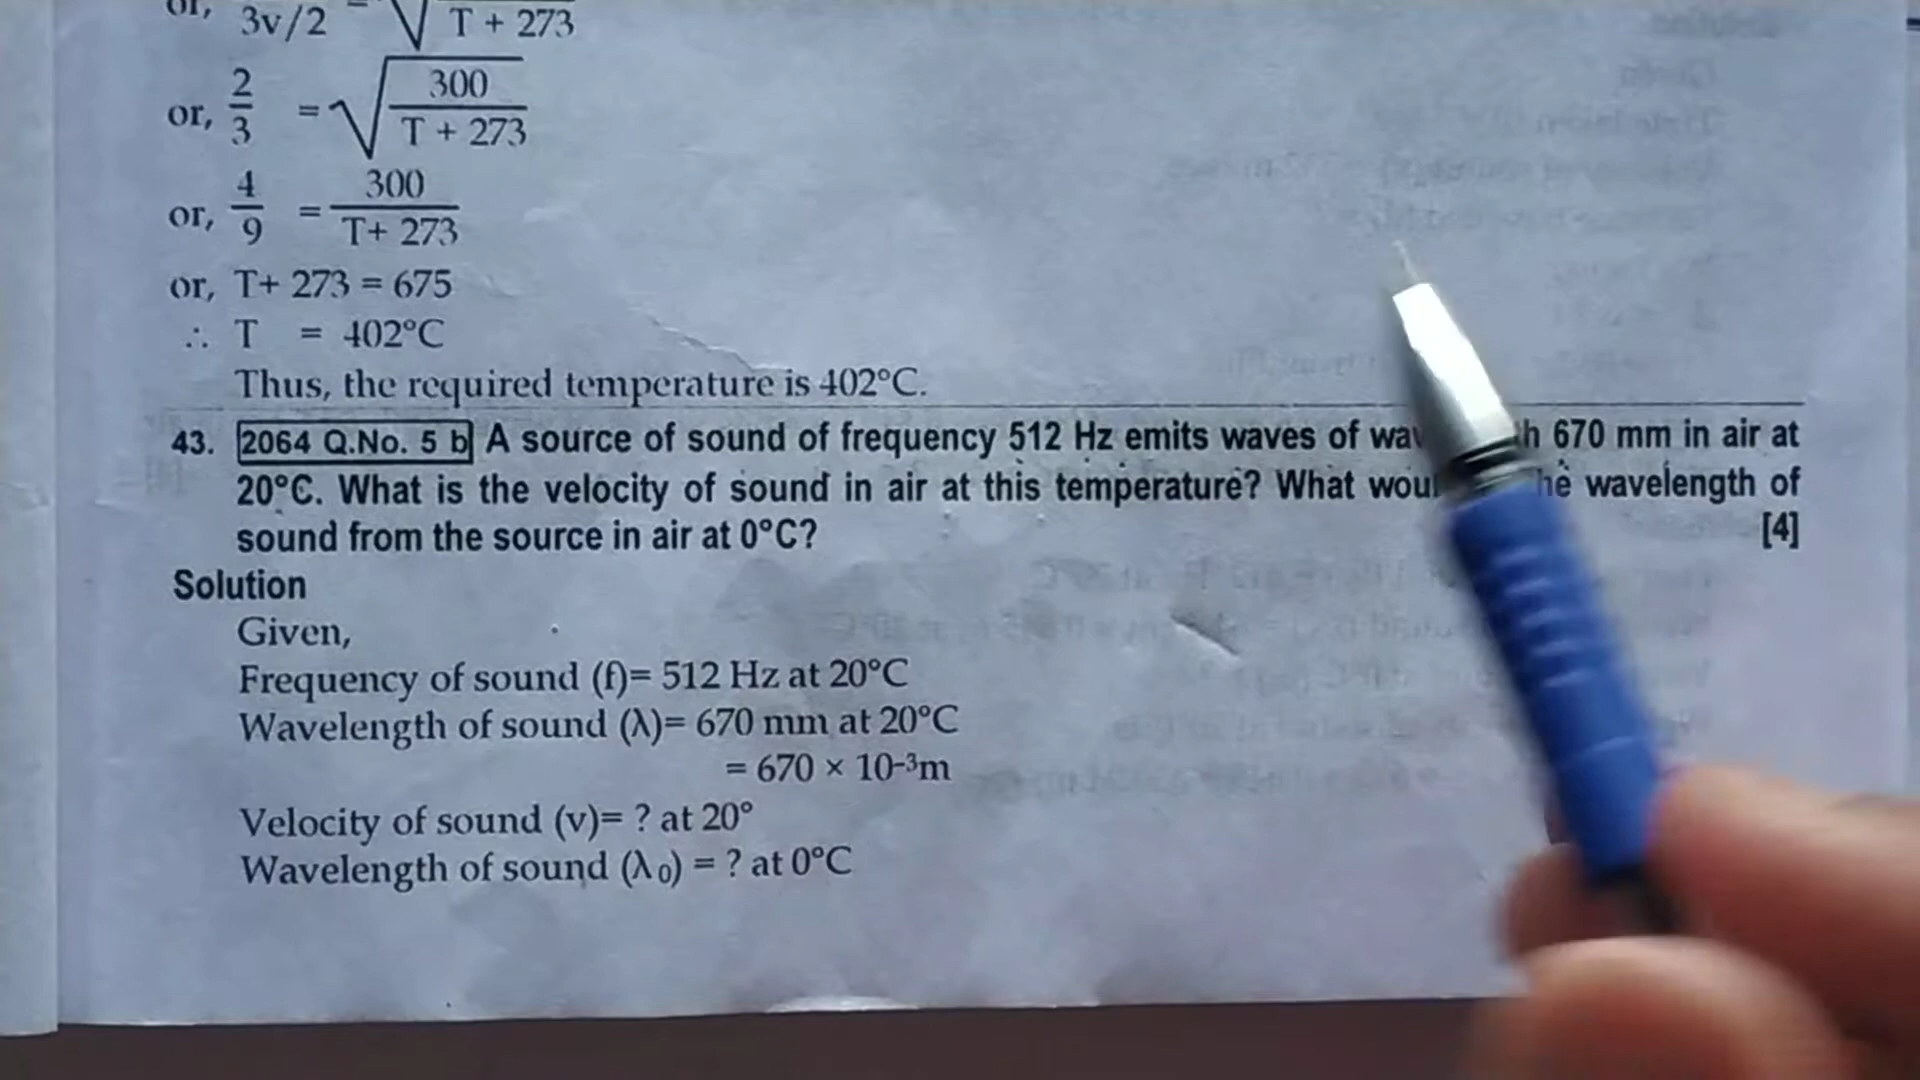 or, 3v/2 = √ T + 273
or, 2/3 = √ 300 / T + 273
or, 4/9 = 300 / T+ 273
or, T+ 273 = 675
∴ T = 402°C
Thus, the required temperature is 402°C.
43. 2064 Q.No. 5 b A source of sound of frequency 512 Hz emits waves of 670 mm in air at
20°C. What is the velocity of sound in air at this temperature? What wavelength of
sound from the source in air at 0°C? [4]
Solution
Given,
Frequency of sound (f)= 512 Hz at 20°C
Wavelength of sound (λ)= 670 mm at 20°C
= 670 × 10⁻³m
Velocity of sound (v)= ? at 20°
Wavelength of sound (λ₀) = ? at 0°C